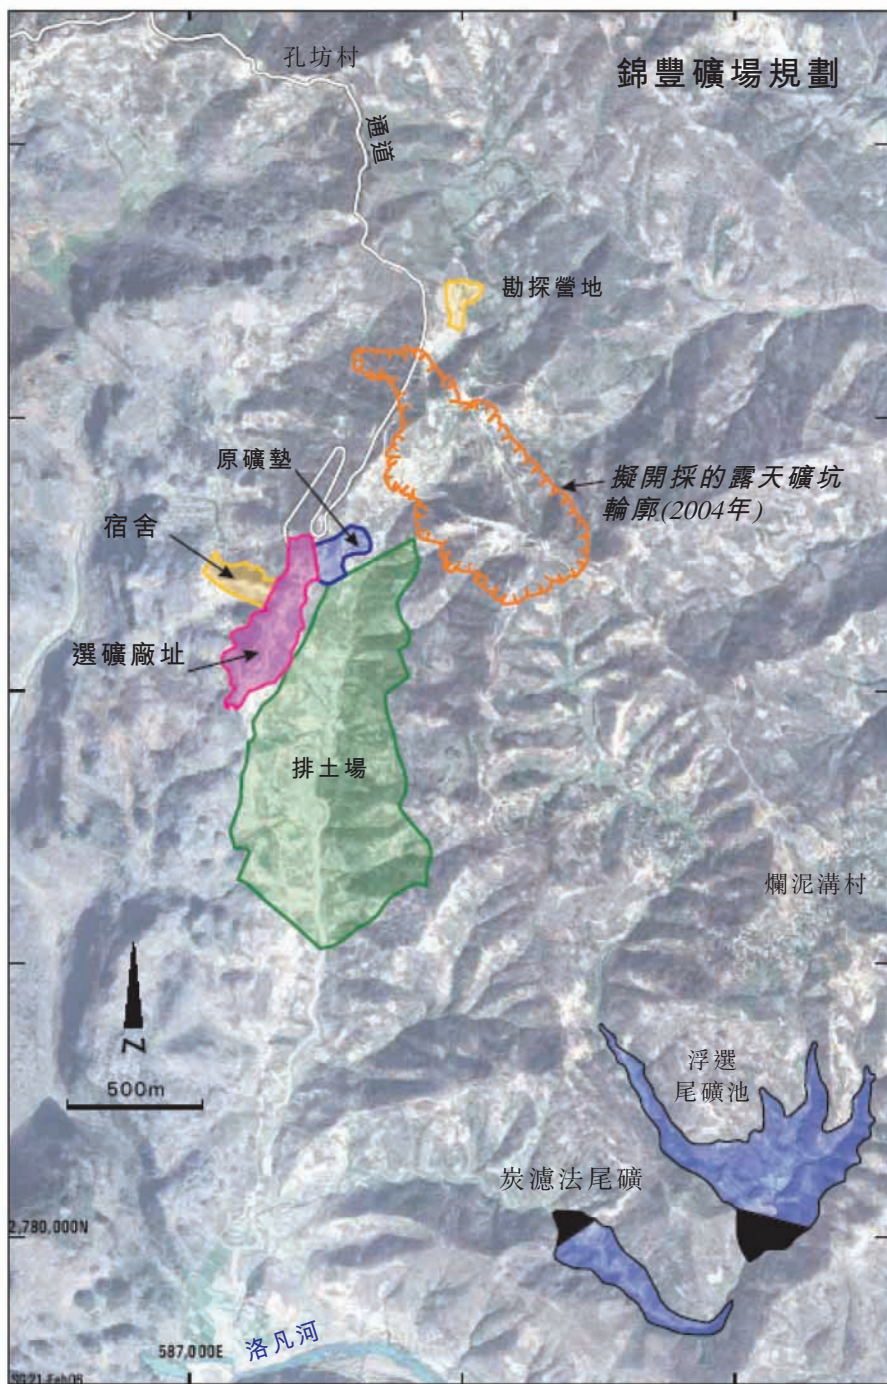 孔坊村
錦豐礦場規劃
通道
勘探營地
原礦墊
擬開採的露天礦坑
輪廓(2004年)
宿舍
選礦廠址
排土場
爛泥溝村
N
500m
浮選
尾礦池
炭濾法尾礦
2,780,000N
587,000E
洛凡河